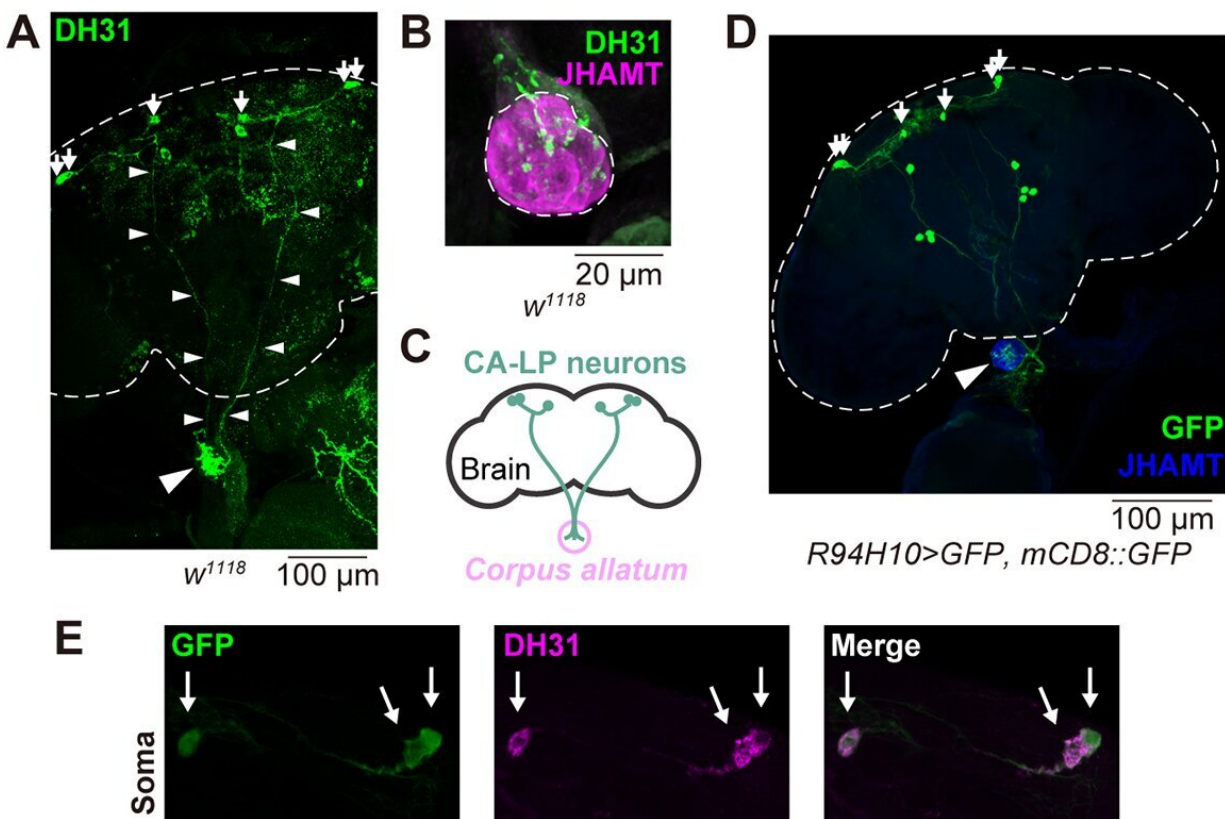 A
DH31
w1118
100 µm
B
DH31
JHAMT
20 µm
w1118
C
CA-LP neurons
Brain
Corpus allatum
D
GFP
JHAMT
100 µm
R94H10>GFP, mCD8::GFP
E
GFP
DH31
Merge
Soma